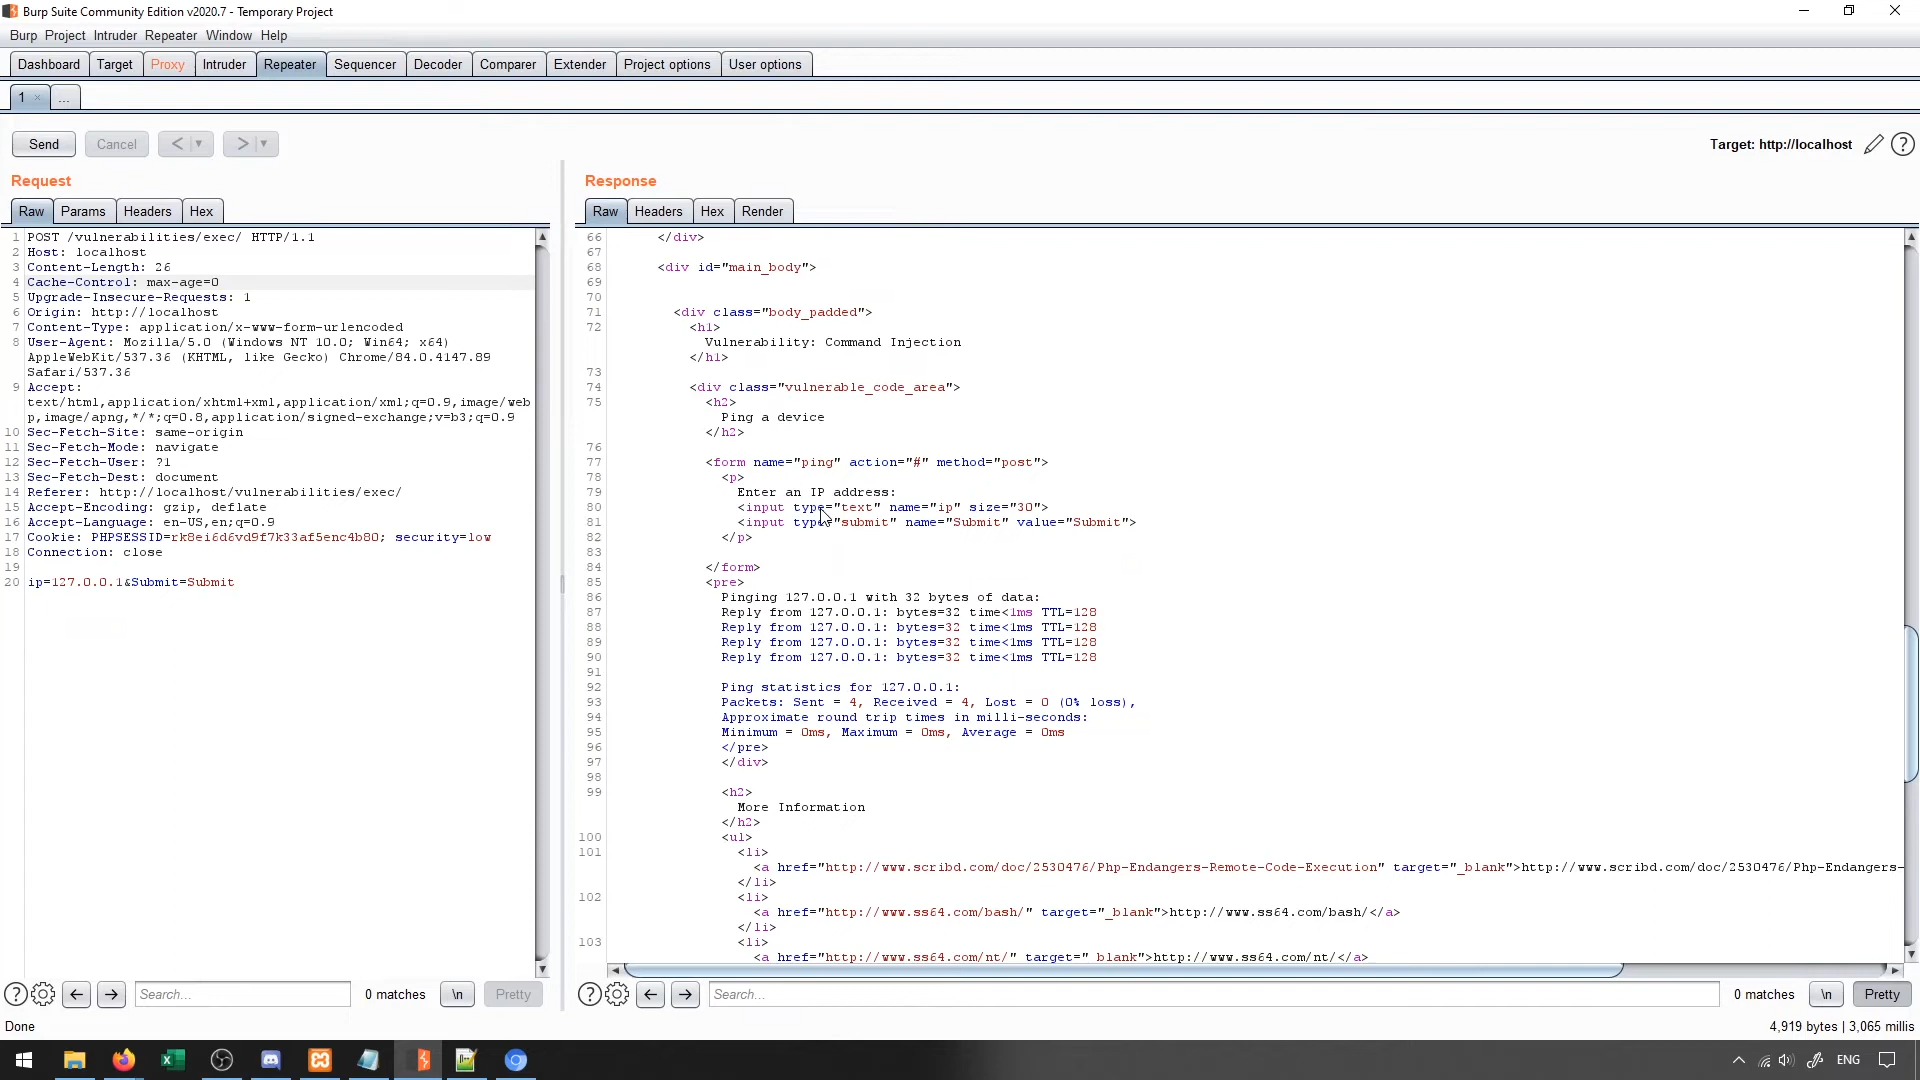 Burp Suite Community Edition v2020.7 - Temporary Project
Burp Project Intruder Repeater Window Help
Dashboard Target Proxy Intruder Repeater Sequencer Decoder Comparer Extender Project options User options
1 × ...
Send Cancel < > Target: http://localhost
Request
Raw Params Headers Hex
1 POST /vulnerabilities/exec/ HTTP/1.1
2 Host: localhost
3 Content-Length: 26
4 Cache-Control: max-age=0
5 Upgrade-Insecure-Requests: 1
6 Origin: http://localhost
7 Content-Type: application/x-www-form-urlencoded
8 User-Agent: Mozilla/5.0 (Windows NT 10.0; Win64; x64)
AppleWebKit/537.36 (KHTML, like Gecko) Chrome/84.0.4147.89
Safari/537.36
9 Accept:
text/html,application/xhtml+xml,application/xml;q=0.9,image/web
p,image/apng,*/*;q=0.8,application/signed-exchange;v=b3;q=0.9
10 Sec-Fetch-Site: same-origin
11 Sec-Fetch-Mode: navigate
12 Sec-Fetch-User: ?1
13 Sec-Fetch-Dest: document
14 Referer: http://localhost/vulnerabilities/exec/
15 Accept-Encoding: gzip, deflate
16 Accept-Language: en-US,en;q=0.9
17 Cookie: PHPSESSID=rk8ei6d6vd9f7k33af5enc4b80; security=low
18 Connection: close
19
20 ip=127.0.0.1&Submit=Submit
Search... 0 matches \n Pretty
Response
Raw Headers Hex Render
66 </div>
67
68 <div id="main_body">
69
70
71 <div class="body_padded">
72 <h1>
Vulnerability: Command Injection
</h1>
73
74 <div class="vulnerable_code_area">
75 <h2>
Ping a device
</h2>
76
77 <form name="ping" action="#" method="post">
78 <p>
79 Enter an IP address:
80 <input type="text" name="ip" size="30">
81 <input type="submit" name="Submit" value="Submit">
82 </p>
83
84 </form>
85 <pre>
86 Pinging 127.0.0.1 with 32 bytes of data:
87 Reply from 127.0.0.1: bytes=32 time<1ms TTL=128
88 Reply from 127.0.0.1: bytes=32 time<1ms TTL=128
89 Reply from 127.0.0.1: bytes=32 time<1ms TTL=128
90 Reply from 127.0.0.1: bytes=32 time<1ms TTL=128
91
92 Ping statistics for 127.0.0.1:
93 Packets: Sent = 4, Received = 4, Lost = 0 (0% loss),
94 Approximate round trip times in milli-seconds:
95 Minimum = 0ms, Maximum = 0ms, Average = 0ms
96 </pre>
97 </div>
98
99 <h2>
More Information
</h2>
100 <ul>
101 <li>
<a href="http://www.scribd.com/doc/2530476/Php-Endangers-Remote-Code-Execution" target="_blank">http://www.scribd.com/doc/2530476/Php-Endangers-
</li>
102 <li>
<a href="http://www.ss64.com/bash/" target="_blank">http://www.ss64.com/bash/</a>
</li>
103 <li>
<a href="http://www.ss64.com/nt/" target="_blank">http://www.ss64.com/nt/</a>
Search... 0 matches \n Pretty
Done 4,919 bytes | 3,065 millis
ENG